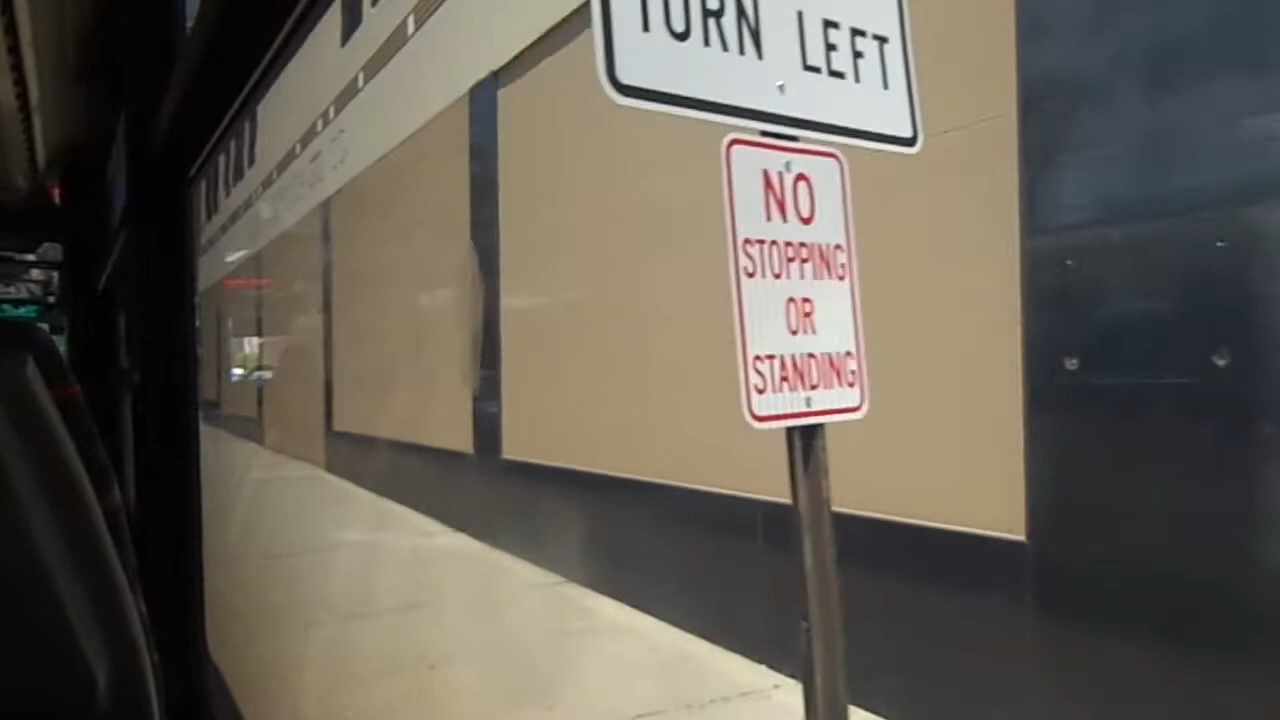 TURN LEFT
NO
STOPPING
OR
STANDING